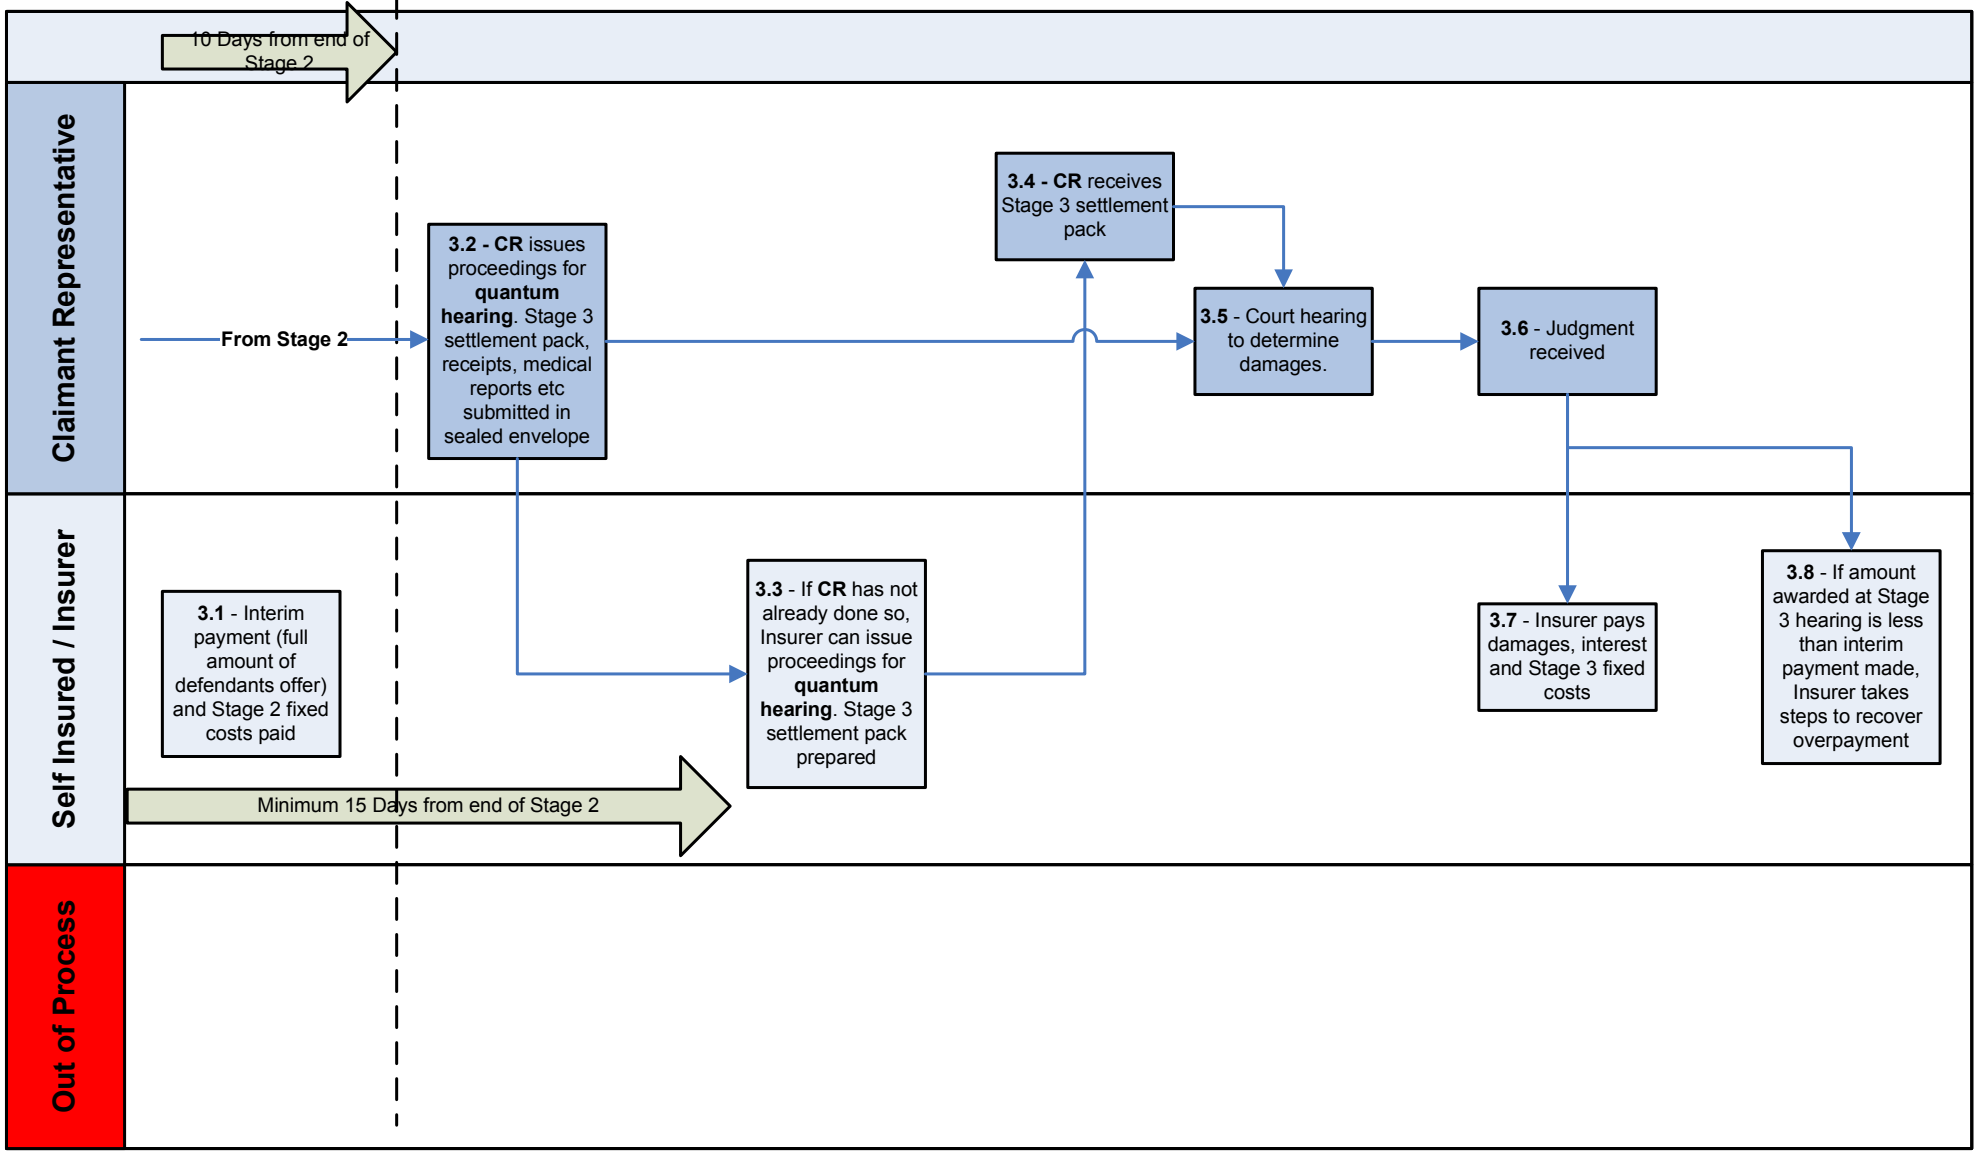 10 Days from end of
Stage 2
Claimant Representative
From Stage 2
3.2 - CR issues
proceedings for
quantum
hearing. Stage 3
settlement pack,
receipts, medical
reports etc
submitted in
sealed envelope
3.4 - CR receives
Stage 3 settlement
pack
3.5 - Court hearing
to determine
damages.
3.6 - Judgment
received
Self Insured / Insurer
3.1 - Interim
payment (full
amount of
defendants offer)
and Stage 2 fixed
costs paid
Minimum 15 Days from end of Stage 2
3.3 - If CR has not
already done so,
Insurer can issue
proceedings for
quantum
hearing. Stage 3
settlement pack
prepared
3.7 - Insurer pays
damages, interest
and Stage 3 fixed
costs
3.8 - If amount
awarded at Stage
3 hearing is less
than interim
payment made,
Insurer takes
steps to recover
overpayment
Out of Process